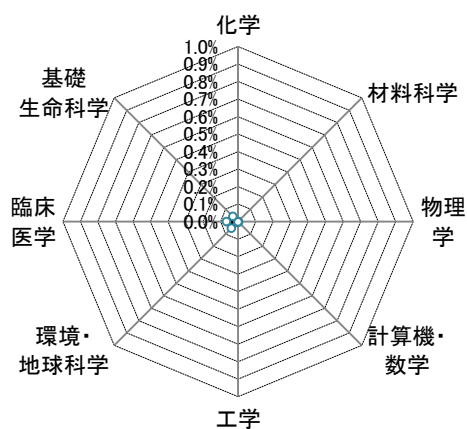 化学
1.0%
0.9%
0.8%
0.7%
0.6%
0.5%
0.4%
0.3%
0.2%
0.1%
0.0%
材料科学
物理
学
計算機・
数学
工学
環境・
地球科学
臨床
医学
基礎
生命科学